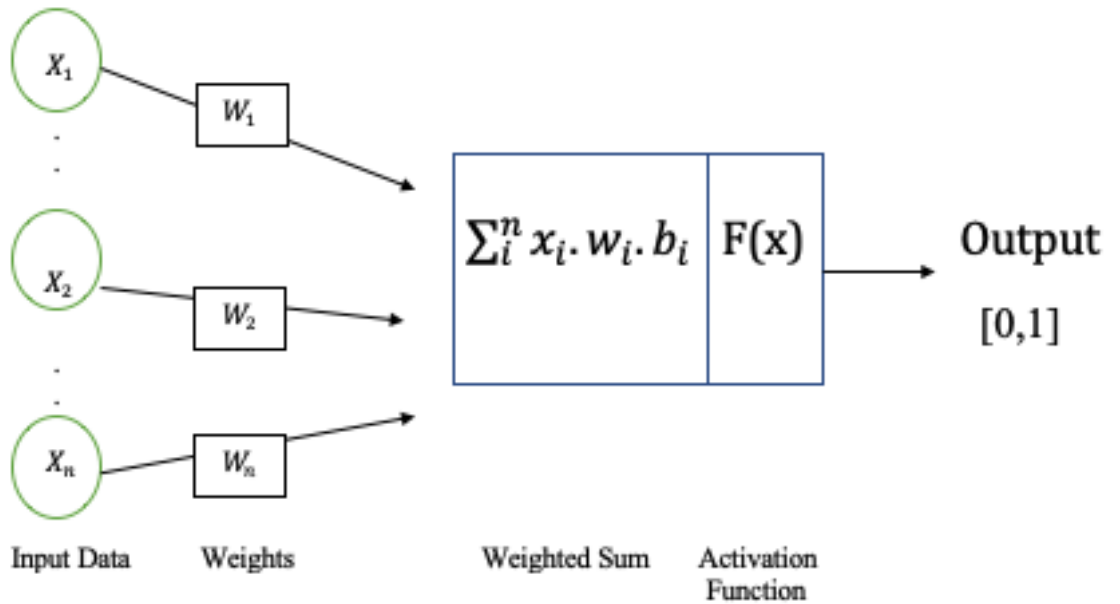 X₁
W₁
X₂
W₂
Xₙ
Wₙ
∑ᵢⁿ xᵢ. wᵢ. bᵢ
F(x)
Output
[0,1]
Input Data
Weights
Weighted Sum
Activation
Function